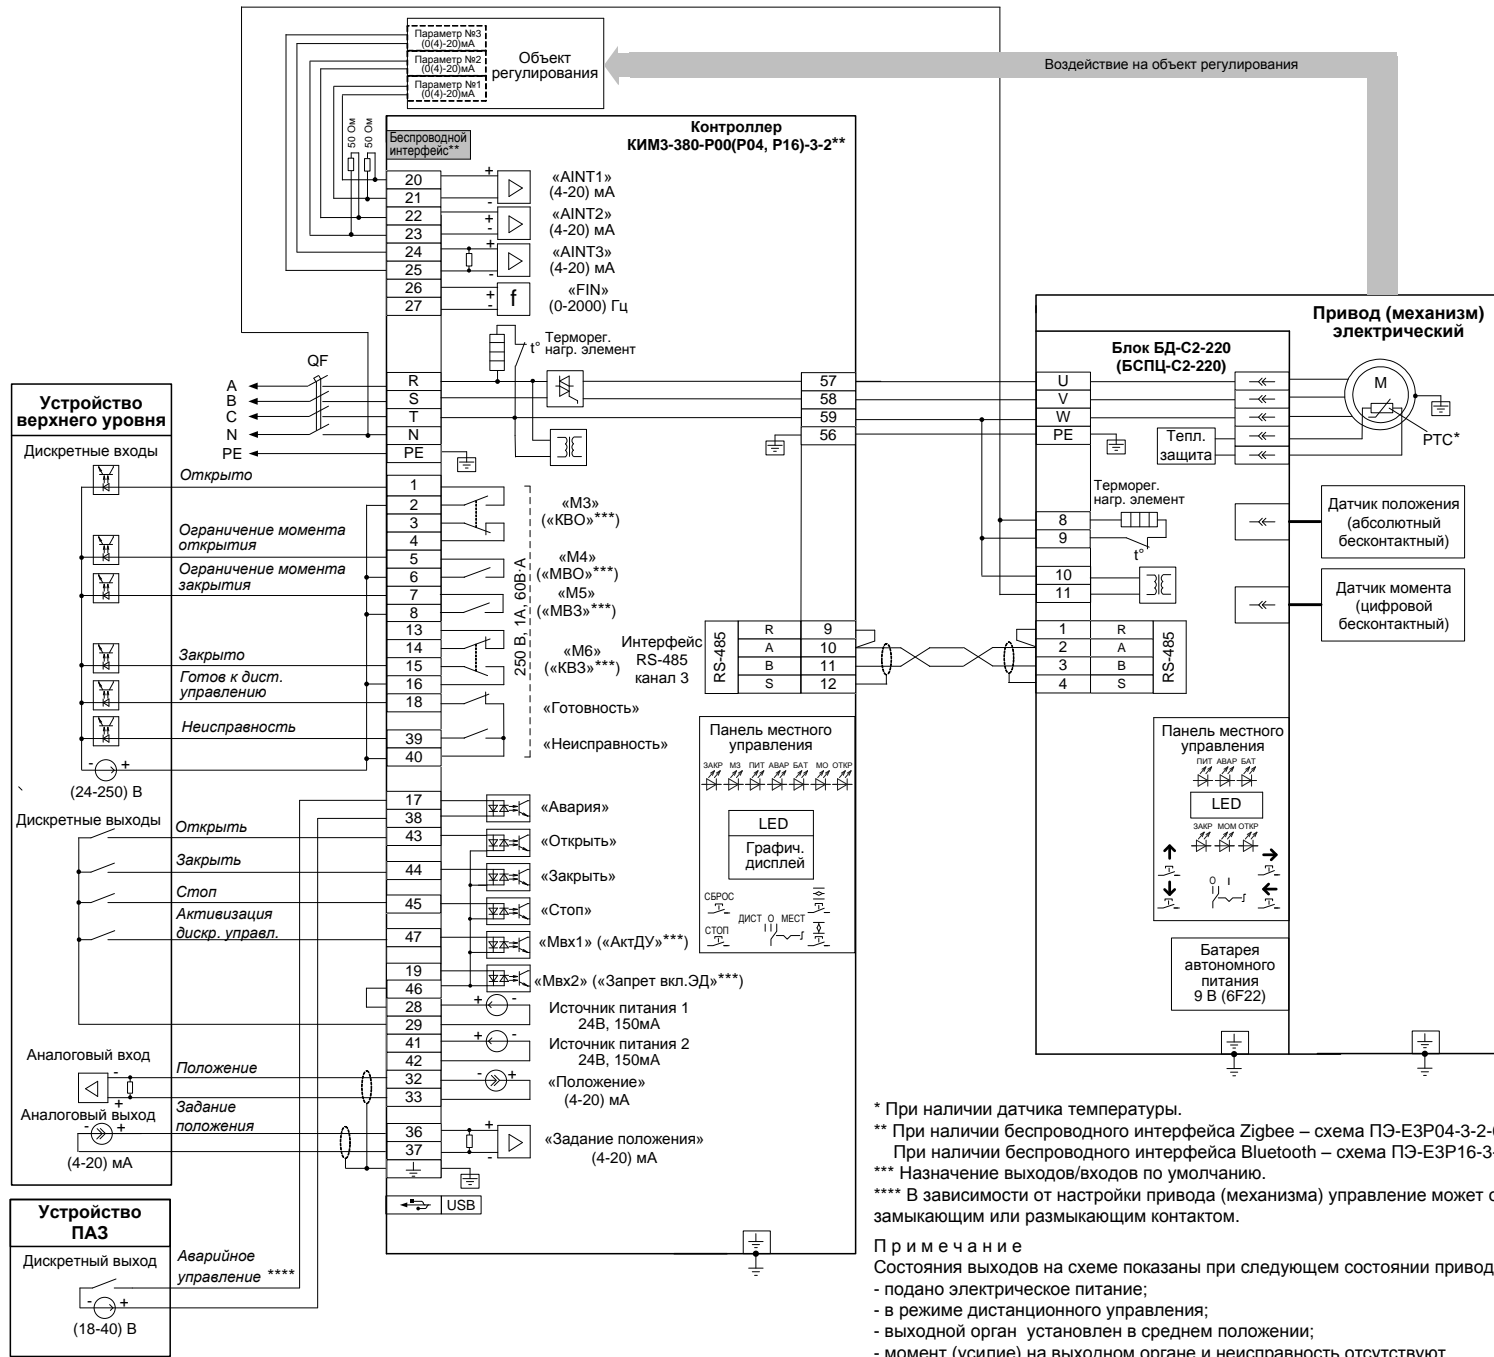 Параметр №3
(0(4)-20)мА
Параметр №2
(0(4)-20)мА
Параметр №1
(0(4)-20)мА
Объект
регулирования
Воздействие на объект регулирования
50 Ом
50 Ом
Беспроводной
интерфейс**
Контроллер
КИМ3-380-Р00(Р04, Р16)-3-2**
20
21
22
23
24
25
26
27
+
-
«AINT1»
(4-20) мА
+
-
«AINT2»
(4-20) мА
+
-
«AINT3»
(4-20) мА
+
-
f
«FIN»
(0-2000) Гц
t°
Терморег.
нагр. элемент
QF
A
B
C
N
PE
R
S
T
N
PE
57
58
59
56
Привод (механизм)
электрический
Блок БД-С2-220
(БСПЦ-С2-220)
U
V
W
PE
Тепл.
защита
M
PTC*
Терморег.
нагр. элемент
8
9
t°
10
11
Датчик положения
(абсолютный
бесконтактный)
Датчик момента
(цифровой
бесконтактный)
Устройство
верхнего уровня
Дискретные входы
Открыто
Ограничение момента
открытия
Ограничение момента
закрытия
Закрыто
Готов к дист.
управлению
Неисправность
- +
(24-250) В
1
2
3
4
5
6
7
8
13
14
15
16
18
39
40
«М3»
(«КВО»***)
«М4»
(«МВО»***)
«М5»
(«МВЗ»***)
«М6»
(«КВЗ»***)
«Готовность»
«Неисправность»
250 В, 1А, 60В·А
Интерфейс
RS-485
канал 3
RS-485
R 9
A 10
B 11
S 12
1 R
2 A
3 B
4 S
RS-485
Панель местного
управления
ЗАКР МЗ ПИТ АВАР БАТ МО ОТКР
LED
Графич.
дисплей
СБРОС
СТОП
ДИСТ О МЕСТ
Панель местного
управления
ПИТ АВАР БАТ
LED
ЗАКР МОМ ОТКР
О I
Батарея
автономного
питания
9 В (6F22)
Дискретные выходы
Открыть
Закрыть
Стоп
Активизация
дискр. управл.
17
38
43
44
45
47
19
46
28
29
41
42
32
33
36
37
«Авария»
«Открыть»
«Закрыть»
«Стоп»
«Мвх1» («АктДУ»***)
«Мвх2» («Запрет вкл.ЭД»***)
+ -
Источник питания 1
24В, 150мА
+ -
Источник питания 2
24В, 150мА
- +
«Положение»
(4-20) мА
+
-
«Задание положения»
(4-20) мА
USB
Аналоговый вход
-
+
Положение
Аналоговый выход
- +
(4-20) мА
Задание
положения
Устройство
ПАЗ
Дискретный выход
- +
(18-40) В
Аварийное
управление ****
* При наличии датчика температуры.
** При наличии беспроводного интерфейса Zigbee – схема ПЭ-Е3Р04-3-2-
При наличии беспроводного интерфейса Bluetooth – схема ПЭ-Е3Р16-3-
*** Назначение выходов/входов по умолчанию.
**** В зависимости от настройки привода (механизма) управление может
замыкающим или размыкающим контактом.
П р и м е ч а н и е
Состояния выходов на схеме показаны при следующем состоянии привод
- подано электрическое питание;
- в режиме дистанционного управления;
- выходной орган установлен в среднем положении;
- момент (усилие) на выходном органе и неисправность отсутствуют